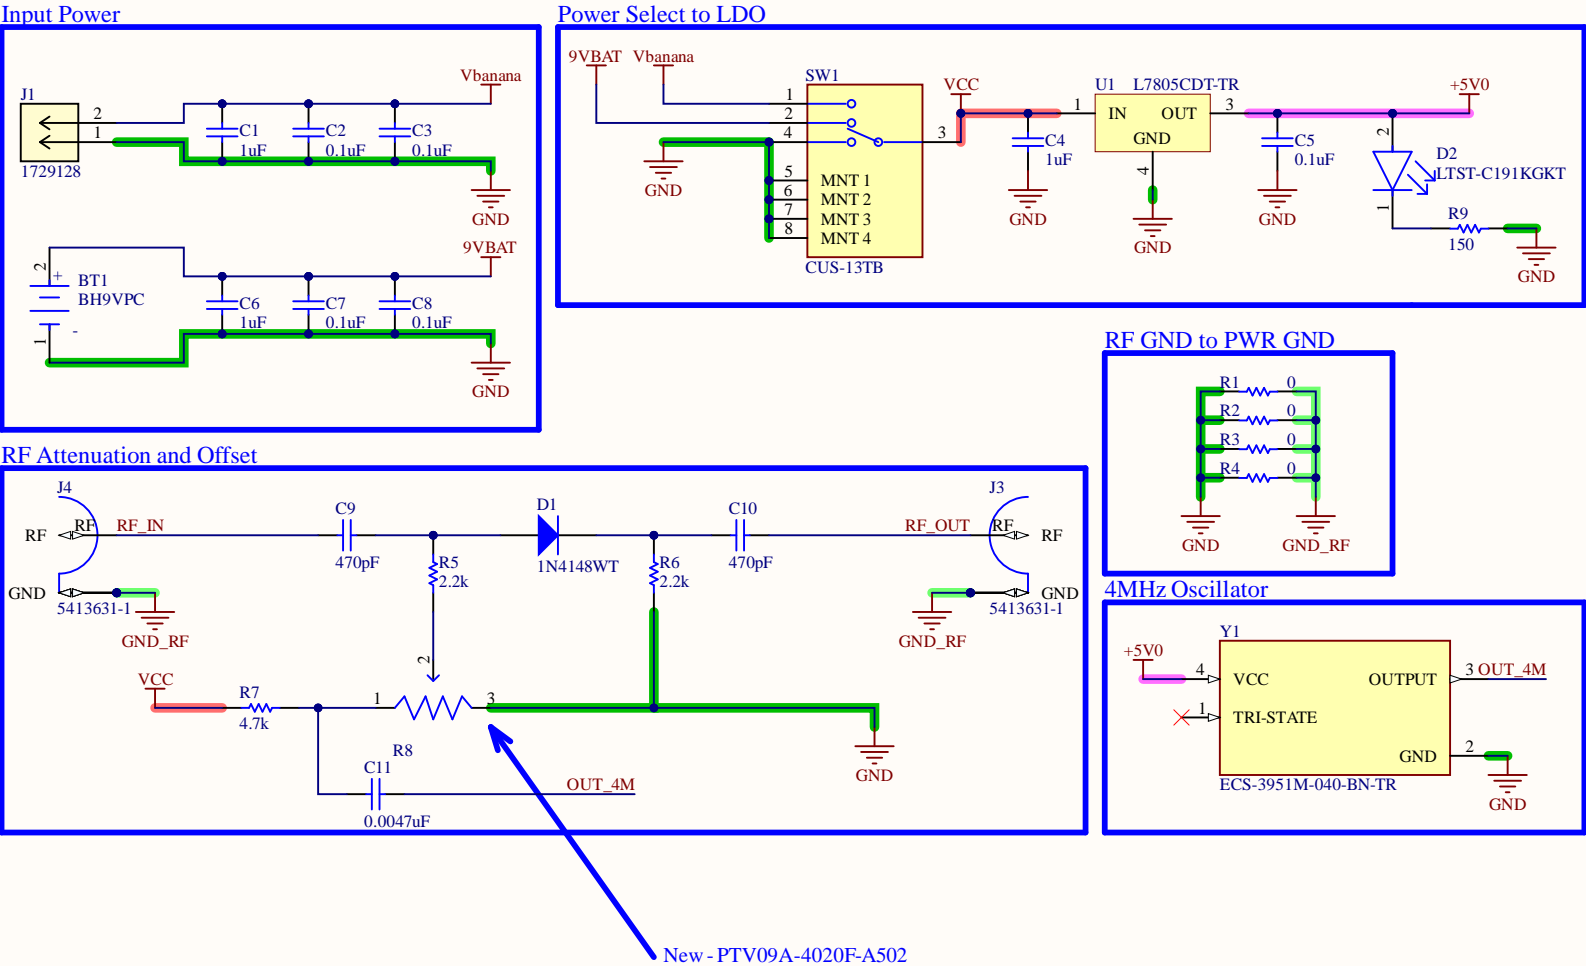 Input Power
J1
2
1
1729128
Vbanana
C1
1uF
C2
0.1uF
C3
0.1uF
GND
2
+
BT1
BH9VPC
-
1
9VBAT
C6
1uF
C7
0.1uF
C8
0.1uF
GND
Power Select to LDO
9VBAT
Vbanana
SW1
1
2
4
5
6
7
8
MNT 1
MNT 2
MNT 3
MNT 4
3
CUS-13TB
GND
VCC
C4
1uF
GND
U1
L7805CDT-TR
1
IN
OUT
3
GND
4
GND
+5V0
C5
0.1uF
GND
2
D2
LTST-C191KGKT
1
R9
150
GND
RF GND to PWR GND
R1
0
R2
0
R3
0
R4
0
GND
GND_RF
RF Attenuation and Offset
J4
RF
RF
RF_IN
GND
5413631-1
GND_RF
C9
470pF
R5
2.2k
D1
1N4148WT
R6
2.2k
C10
470pF
RF_OUT
J3
RF
RF
GND
5413631-1
GND_RF
VCC
R7
4.7k
2
1
3
R8
C11
0.0047uF
OUT_4M
GND
New - PTV09A-4020F-A502
4MHz Oscillator
Y1
+5V0
4
VCC
1
TRI-STATE
OUTPUT
3
OUT_4M
GND
2
ECS-3951M-040-BN-TR
GND